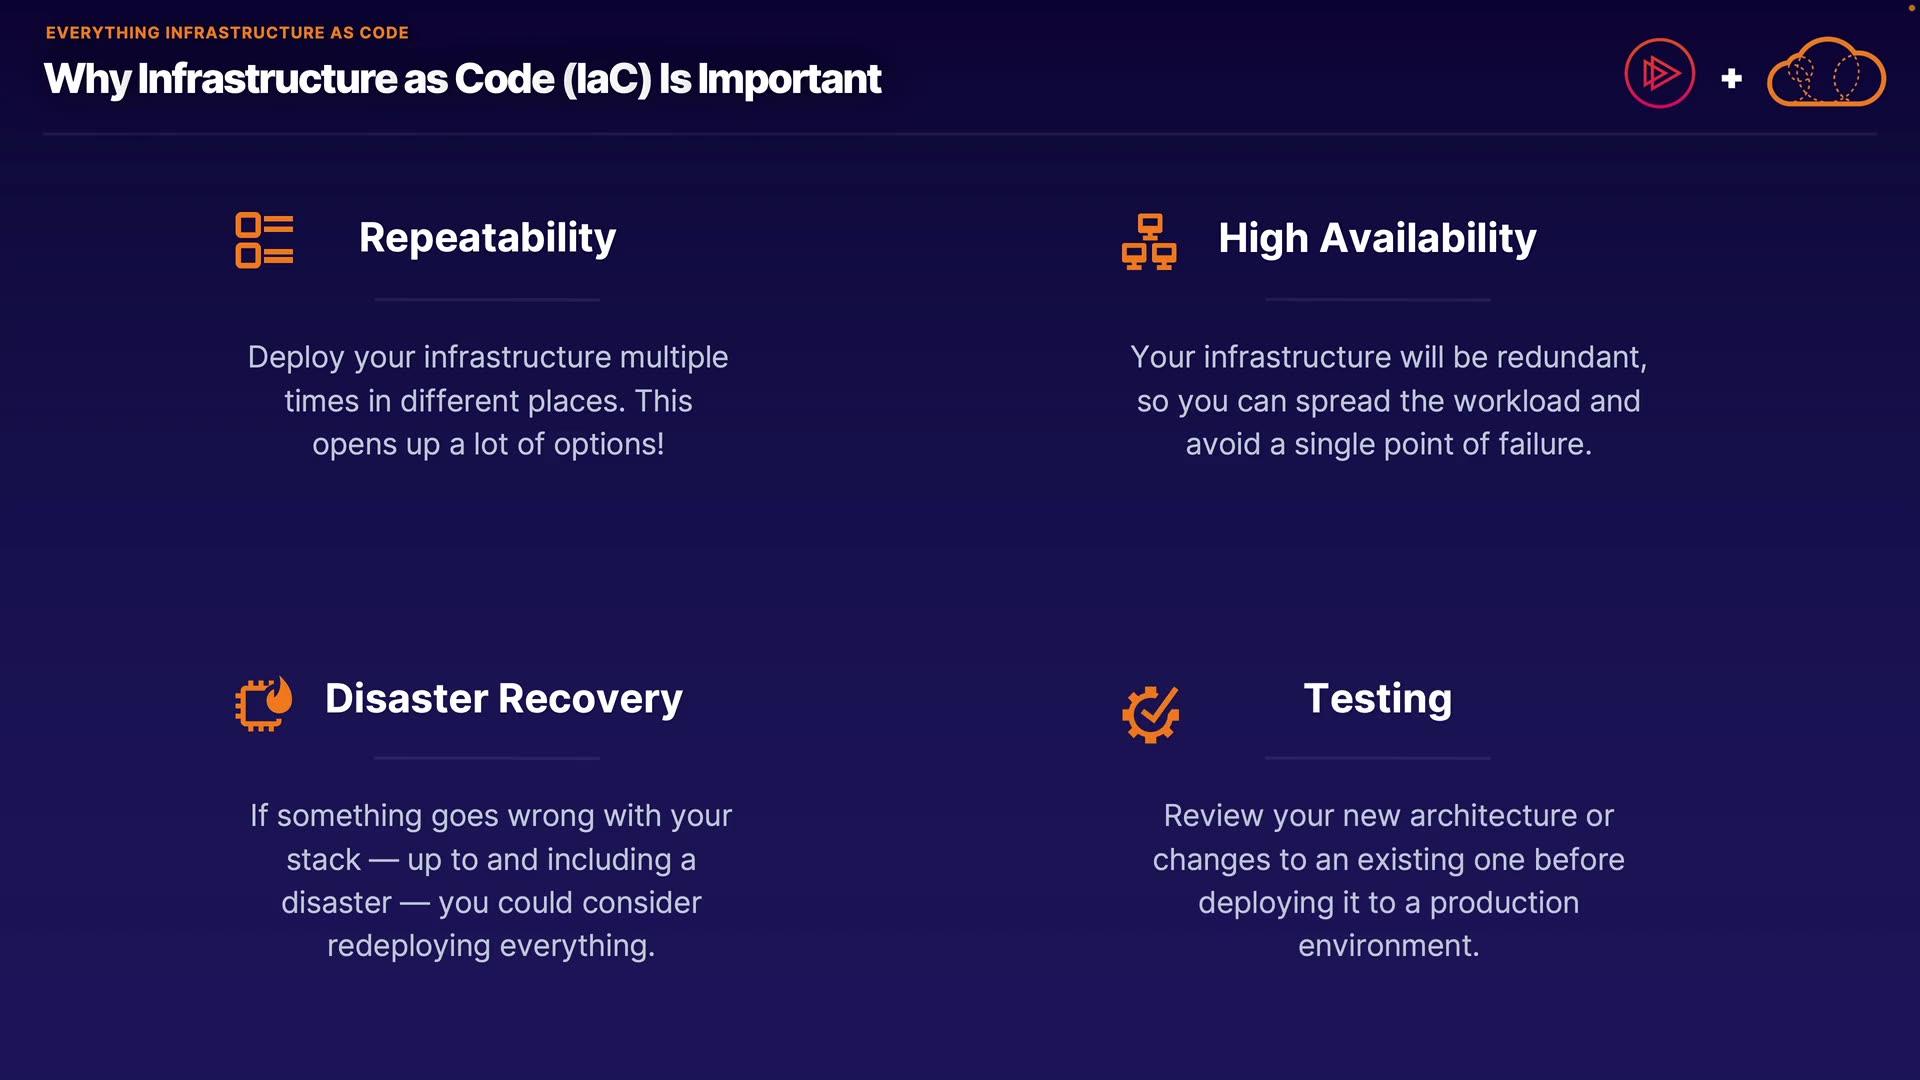 EVERYTHING INFRASTRUCTURE AS CODE
Why Infrastructure as Code (IaC) Is Important
+
Repeatability
Deploy your infrastructure multiple
times in different places. This
opens up a lot of options!
High Availability
Your infrastructure will be redundant,
so you can spread the workload and
avoid a single point of failure.
Disaster Recovery
If something goes wrong with your
stack — up to and including a
disaster — you could consider
redeploying everything.
Testing
Review your new architecture or
changes to an existing one before
deploying it to a production
environment.